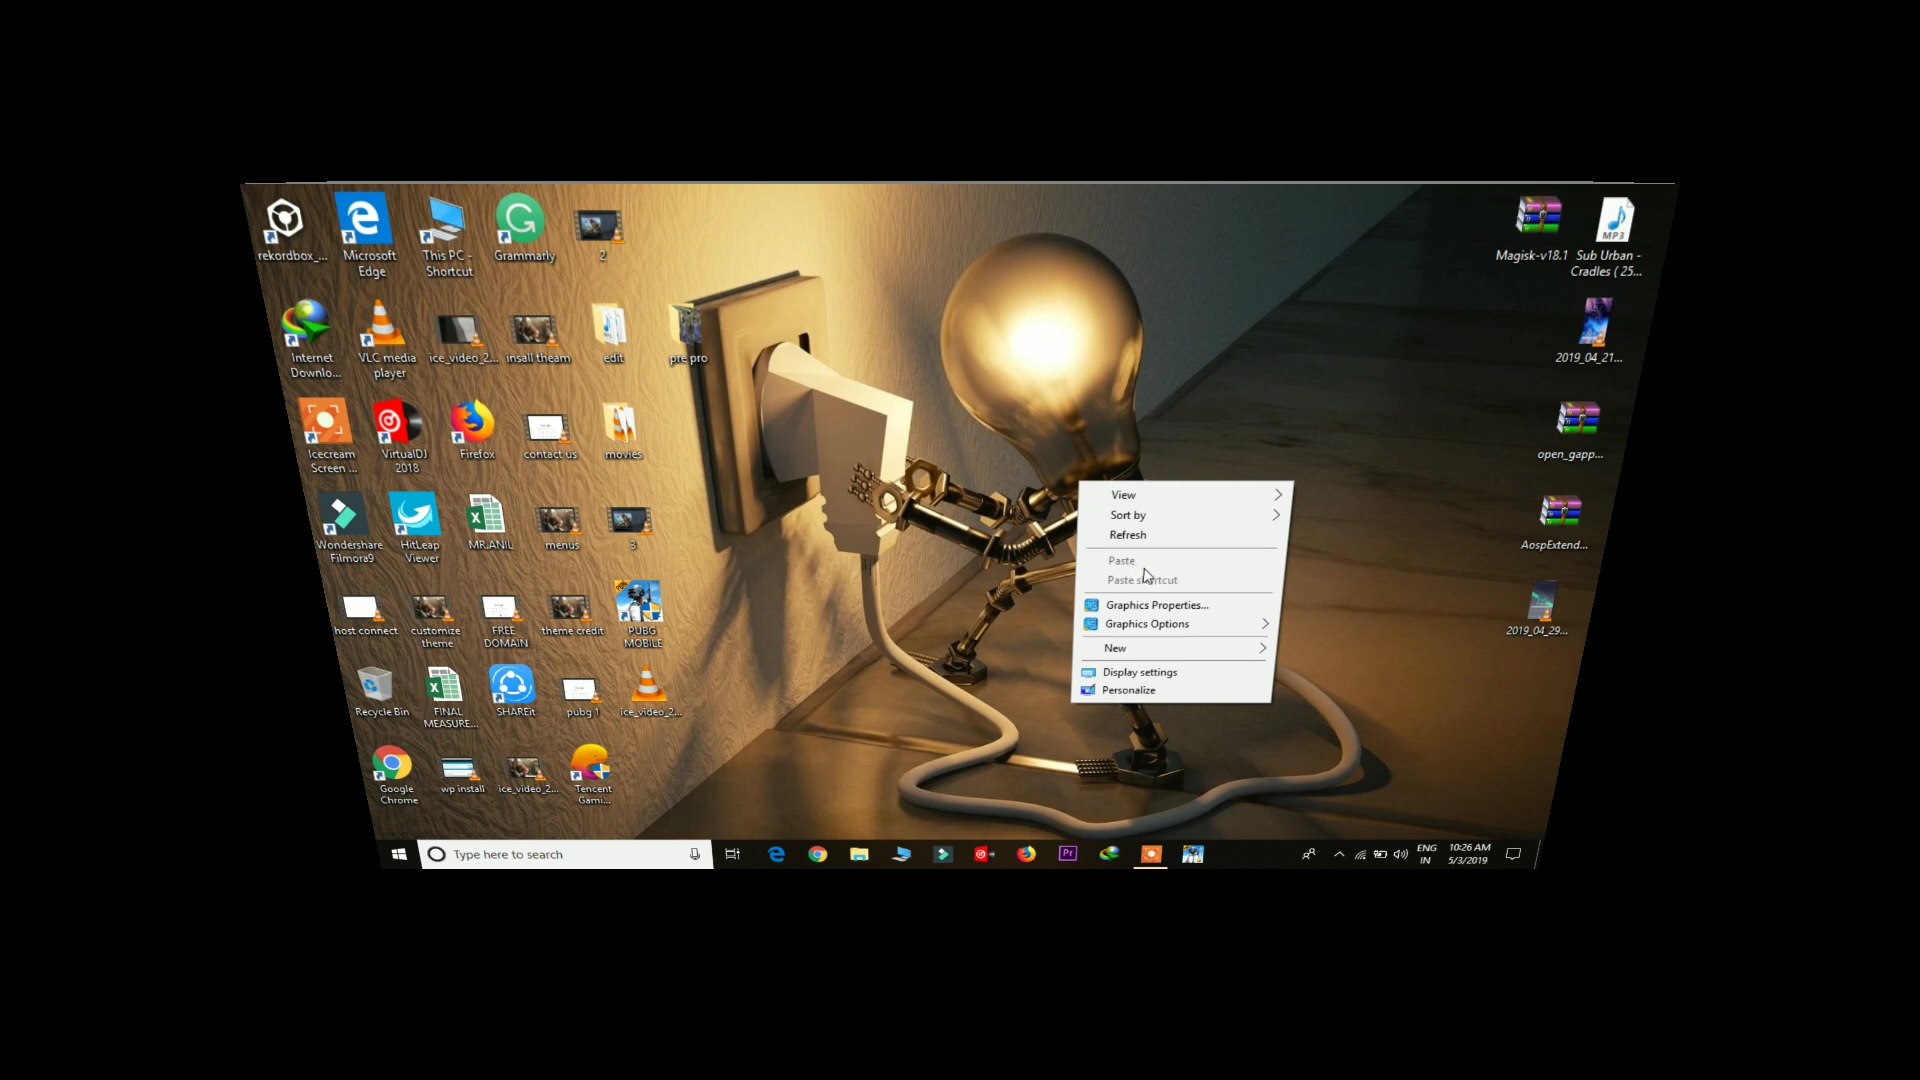 rekordbox_...
Microsoft
Edge
This PC -
Shortcut
Grammarly
2
Magisk-v18.1
Sub Urban -
Cradles ( 25...
MP3
Internet
Downlo...
VLC media
player
ice_video_2...
insall theam
edit
pre pro
2019_04_21...
Icecream
Screen ...
VirtualDJ
2018
Firefox
contact us
movies
open_gapp...
Wondershare
Filmora9
HitLeap
Viewer
MR.ANIL
menus
3
AospExtend...
host connect
customize
theme
FREE
DOMAIN
theme credit
PUBG
MOBILE
2019_04_29...
Recycle Bin
FINAL
MEASURE...
SHAREit
pubg 1
ice_video_2...
Google
Chrome
wp install
ice_video_2...
Tencent
Gami...
View
Sort by
Refresh
Paste
Paste shortcut
Graphics Properties...
Graphics Options
New
Display settings
Personalize
Type here to search
Pr
ENG
IN
10:26 AM
5/3/2019